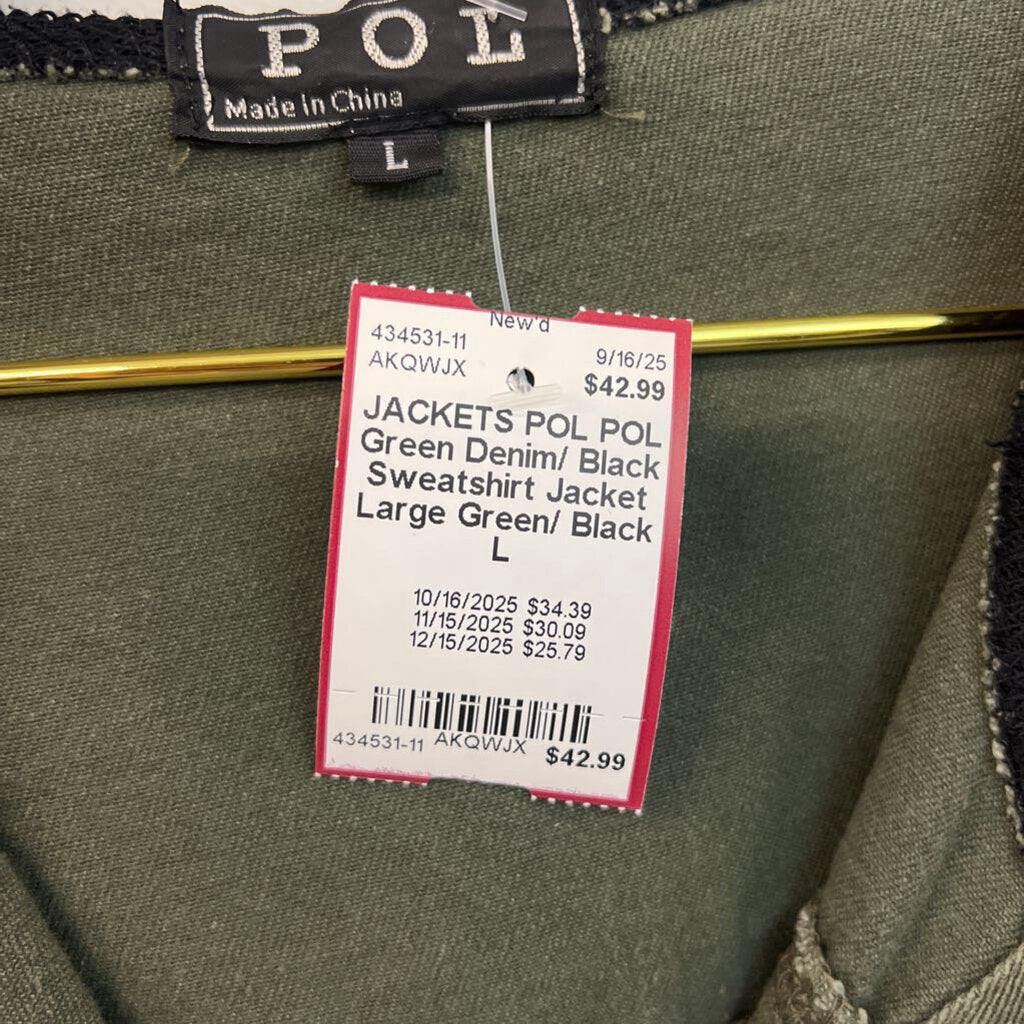 POL
Made in China
L
New'd
434531-11
AKQWJX
9/16/25
$42.99
JACKETS POL POL
Green Denim/ Black
Sweatshirt Jacket
Large Green/ Black
L
10/16/2025 $34.39
11/15/2025 $30.09
12/15/2025 $25.79
434531-11 AKQWJX $42.99